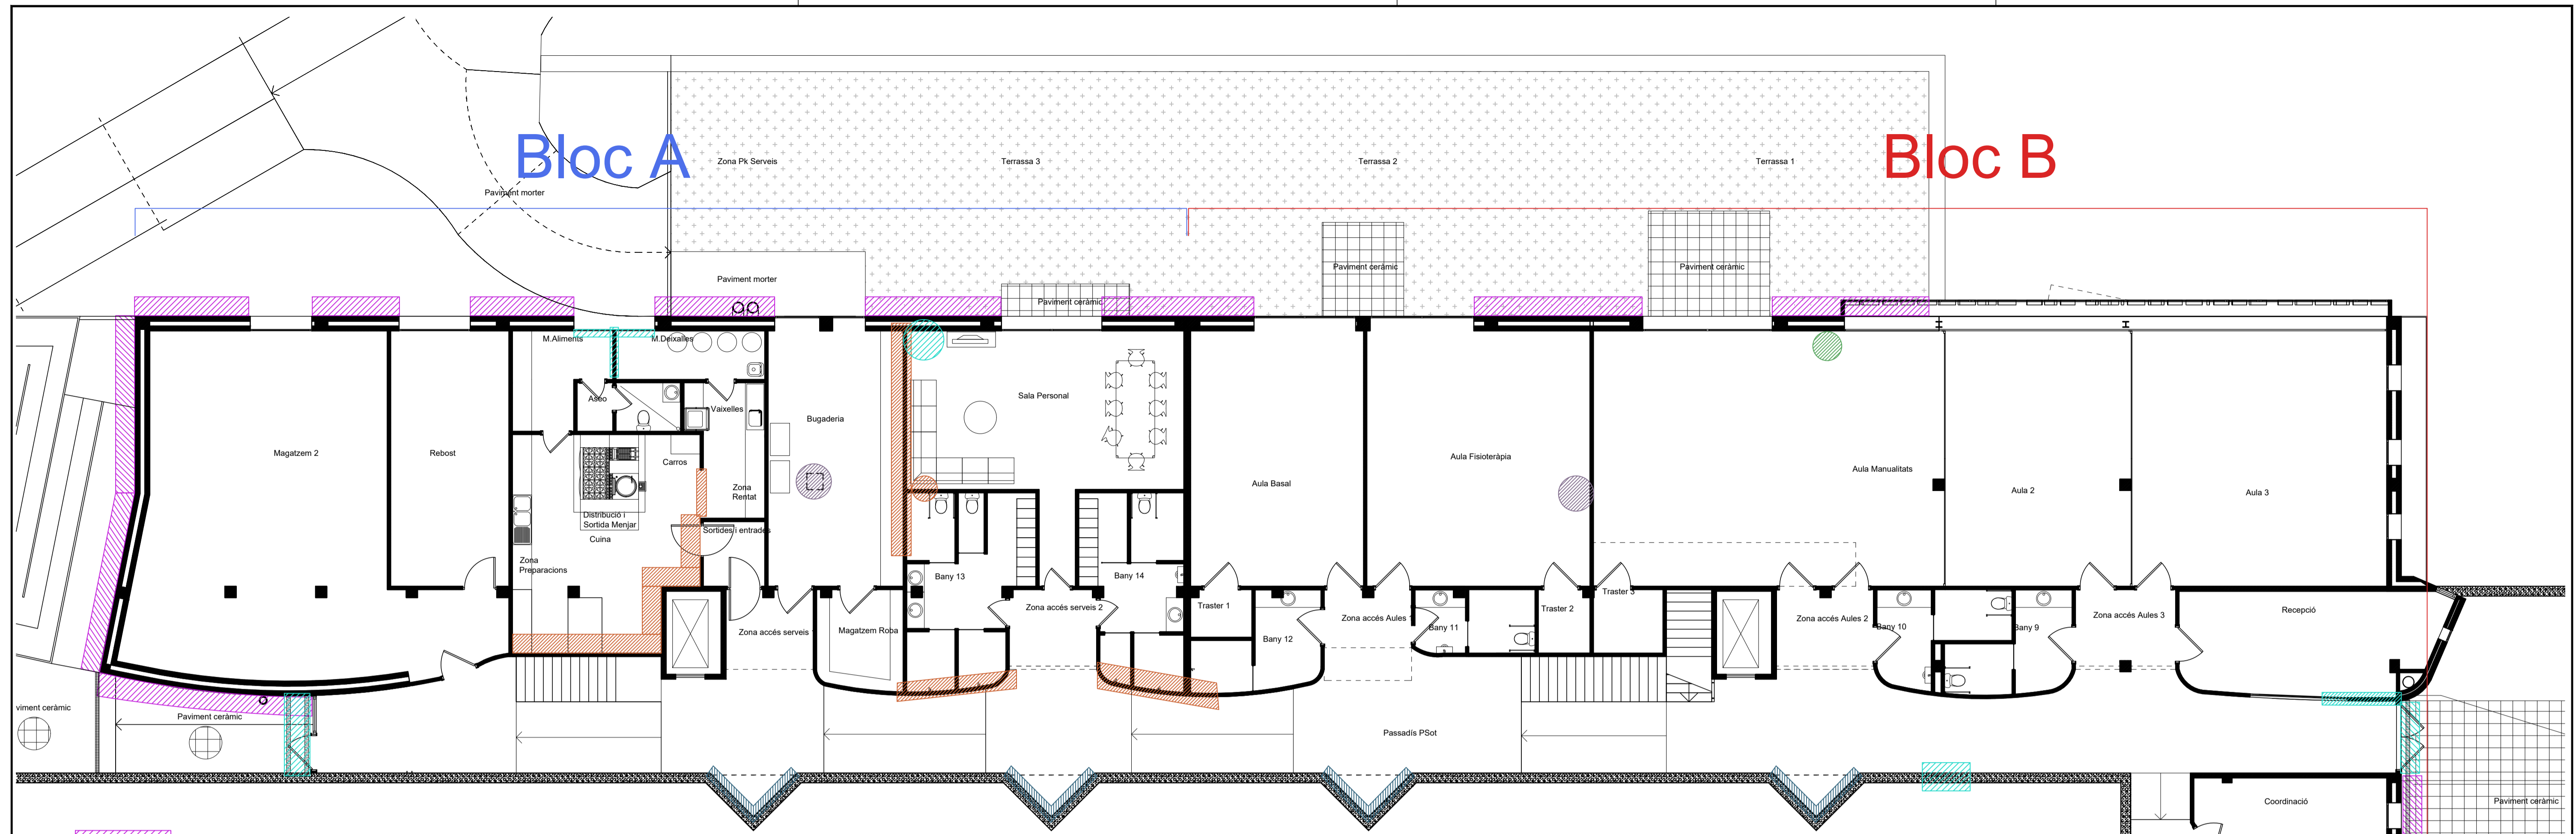 Bloc A
Bloc B
Zona Pk Serveis
Terrassa 3
Terrassa 2
Terrassa 1
Paviment morter
Paviment ceràmic
Paviment ceràmic
Paviment morter
Paviment ceràmic
M.Aliments
M.Deixalles
Aseo
Vaixelles
Sala Personal
Bugaderia
Magatzem 2
Rebost
Carros
Aula Fisioteràpia
Aula Manualitats
Aula Basal
Aula 2
Aula 3
Zona
Rentat
Distribució i
Sortida Menjar
Sortides i entrades
Cuina
Zona
Preparacions
Bany 13
Bany 14
Zona accés serveis 2
Traster 1
Traster 2
Traster 3
Zona accés Aules 1
Zona accés Aules 2
Zona accés Aules 3
Recepció
Magatzem Roba
Zona accés serveis
Bany 12
Bany 11
Bany 10
Bany 9
viment ceràmic
Paviment ceràmic
Passadís PSot
Coordinació
Paviment ceràmic